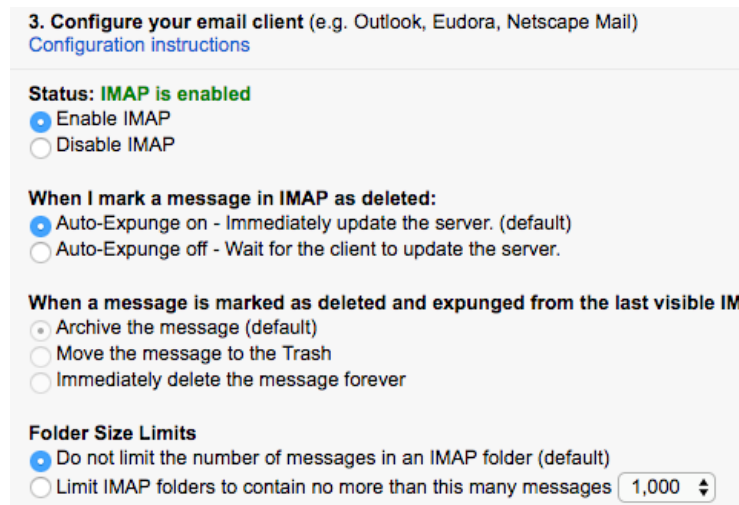 3. Configure your email client (e.g. Outlook, Eudora, Netscape Mail)
Configuration instructions
Status: IMAP is enabled
Enable IMAP
Disable IMAP
When I mark a message in IMAP as deleted:
Auto-Expunge on - Immediately update the server. (default)
Auto-Expunge off - Wait for the client to update the server.
When a message is marked as deleted and expunged from the last visible IM
Archive the message (default)
Move the message to the Trash
Immediately delete the message forever
Folder Size Limits
Do not limit the number of messages in an IMAP folder (default)
Limit IMAP folders to contain no more than this many messages 1,000